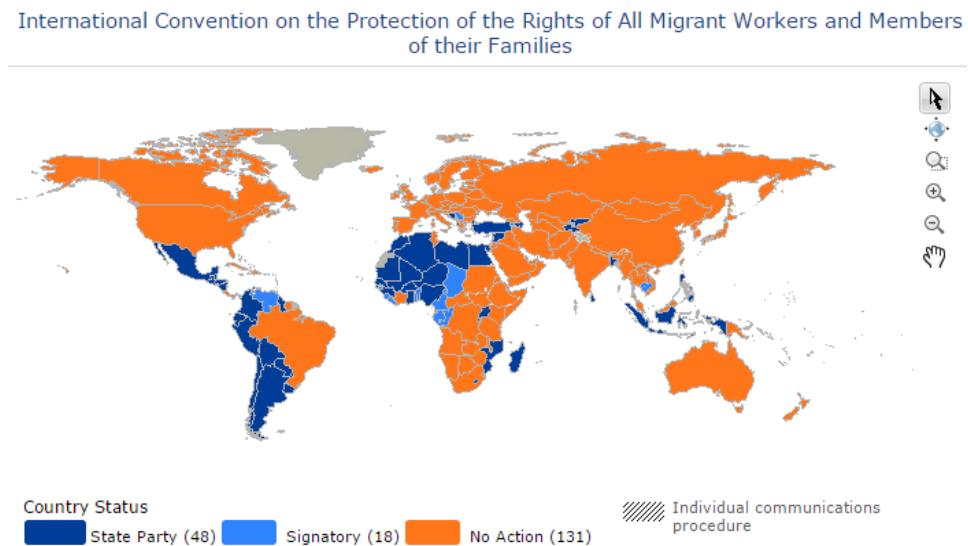 International Convention on the Protection of the Rights of All Migrant Workers and Members
of their Families
Country Status
State Party (48)
Signatory (18)
No Action (131)
Individual communications
procedure